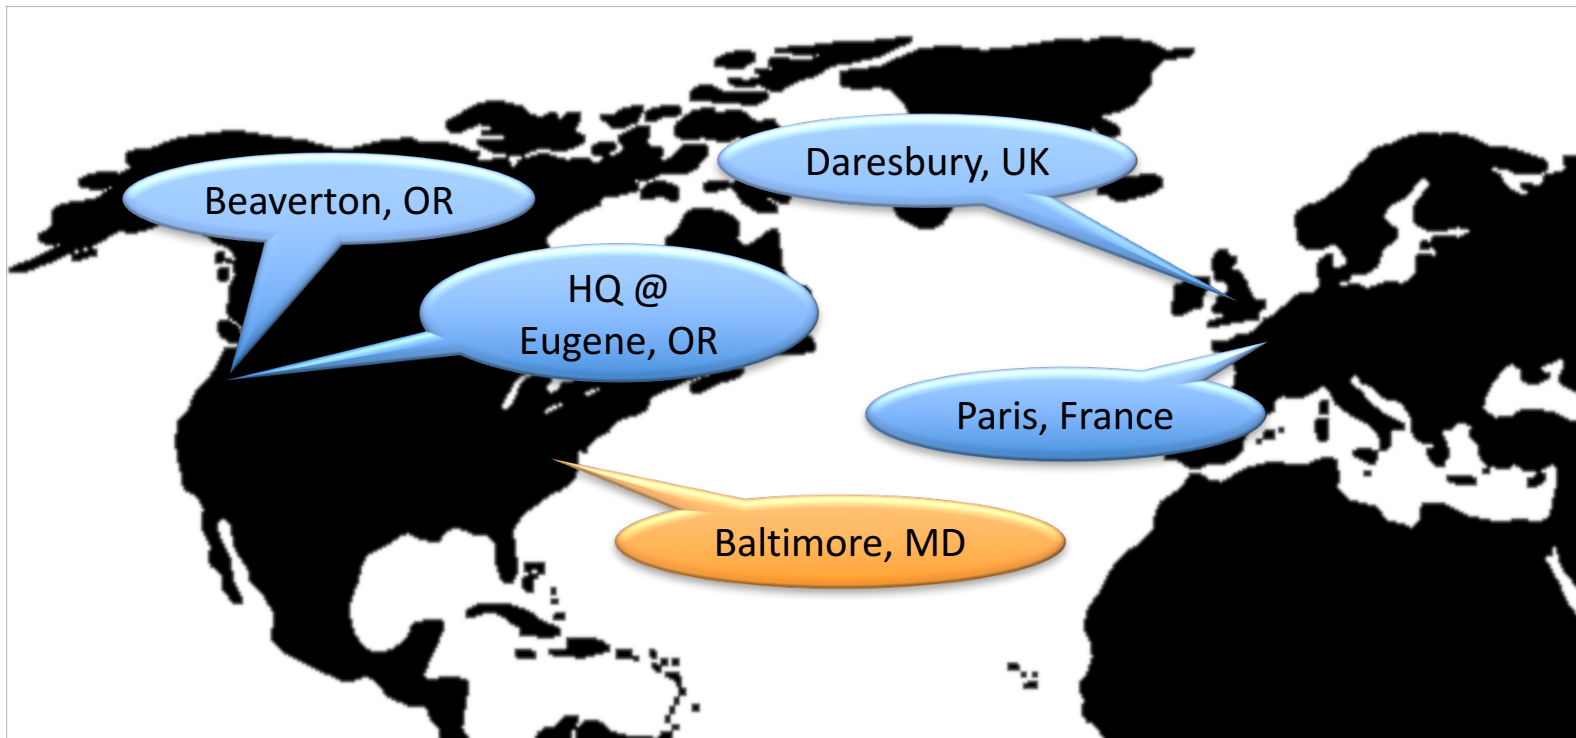 Daresbury, UK
Beaverton, OR
HQ @
Eugene, OR
Paris, France
Baltimore, MD